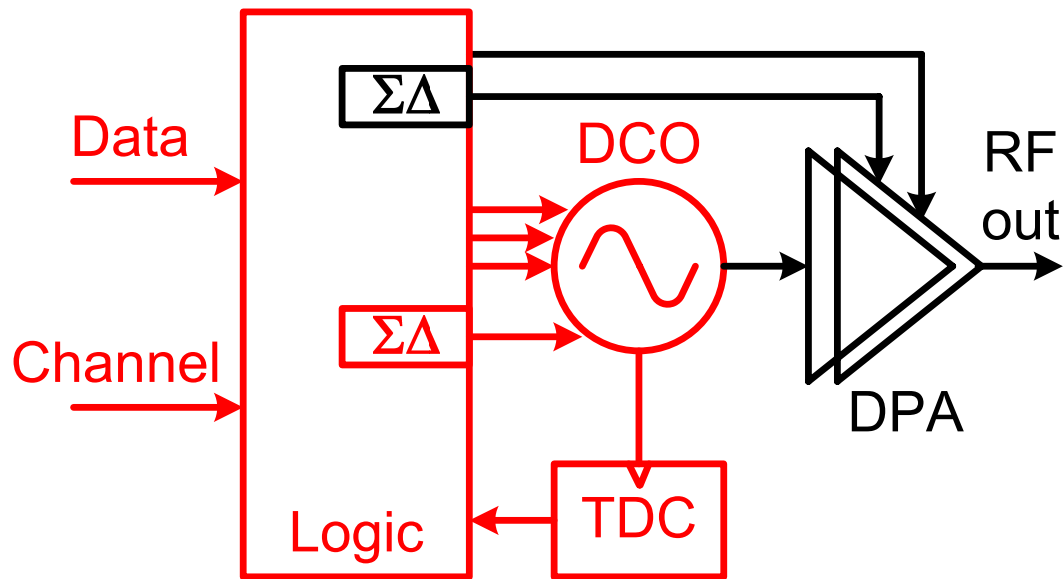 ΣΔ
Data
DCO
RF
out
ΣΔ
Channel
DPA
TDC
Logic